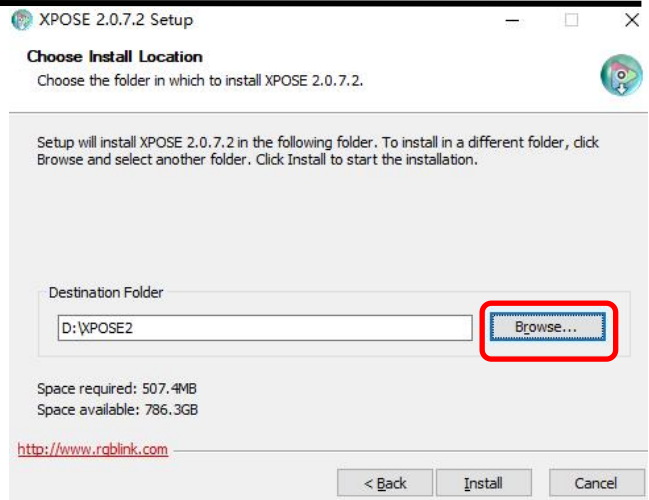 XPOSE 2.0.7.2 Setup
Choose Install Location
Choose the folder in which to install XPOSE 2.0.7.2.
Setup will install XPOSE 2.0.7.2 in the following folder. To install in a different folder, click
Browse and select another folder. Click Install to start the installation.
Destination Folder
D:\XPOSE2
Browse...
Space required: 507.4MB
Space available: 786.3GB
http://www.rgblink.com
< Back
Install
Cancel